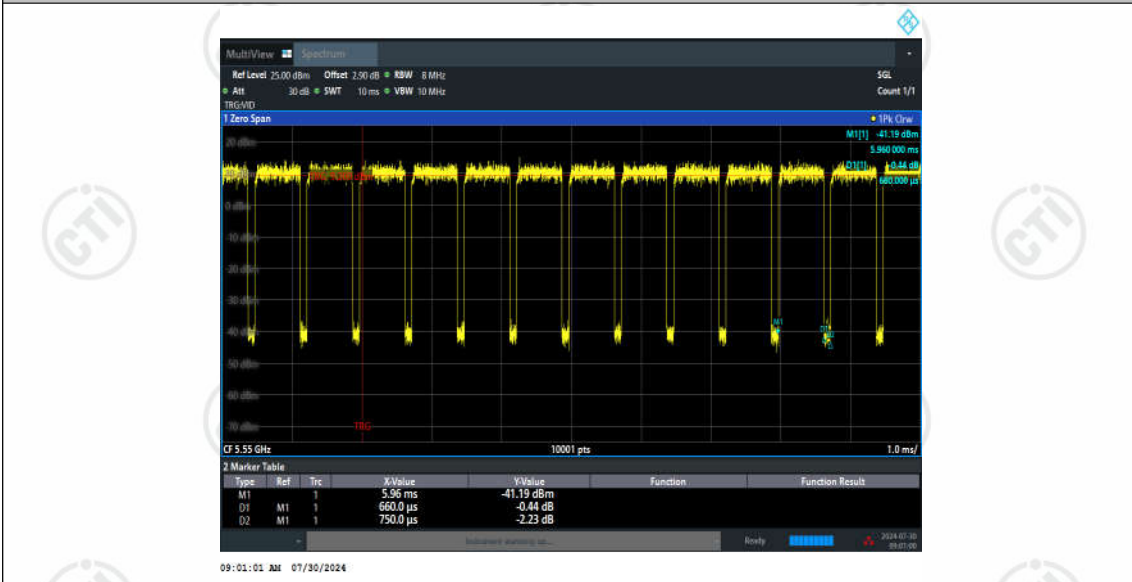 MultiView Spectrum
Ref Level 25.00 dBm Offset 2.90 dB RBW 8 MHz SGL
Att 30 dB SWT 10 ms VBW 10 MHz Count 1/1
TRG:VID
1 Zero Span 1Pk Clrw
M1[1] -41.19 dBm
20 dBm
5.960 000 ms
D1[1] -0.44 dB
660.000 µs
0 dBm
-10 dBm
-20 dBm
-30 dBm
M1
D1
-40 dBm
-50 dBm
-60 dBm
-70 dBm
TRG
CF 5.55 GHz 10001 pts 1.0 ms/
2 Marker Table
Type Ref Trc X-Value Y-Value Function Function Result
M1 1 5.96 ms -41.19 dBm
D1 M1 1 660.0 µs -0.44 dB
D2 M1 1 750.0 µs -2.23 dB
Ready 2024-07-30
09:01:01 AM 07/30/2024
CTI
CTI